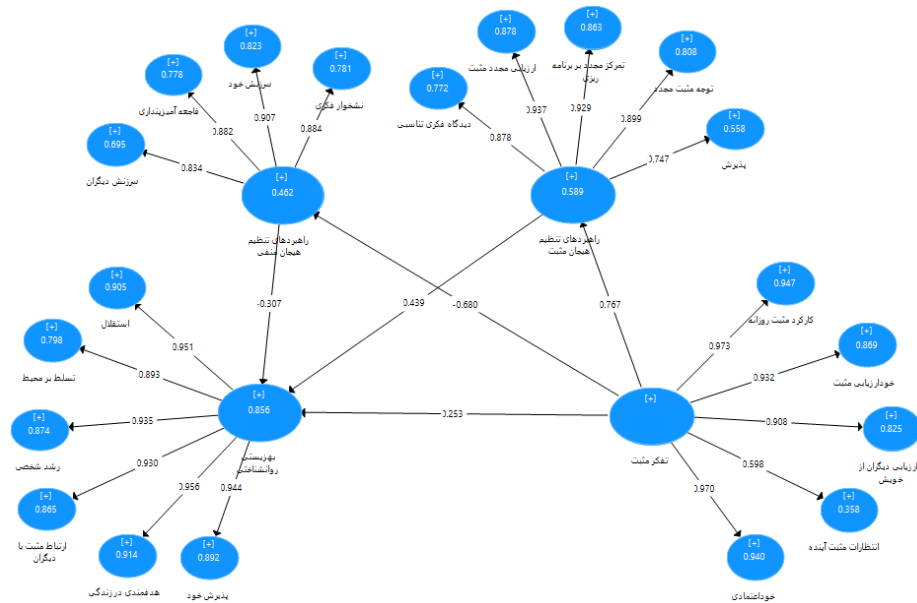 [+]
0.863
تمرکز مجدد بر برنامه
ریزی
[+]
0.878
ارزیابی مجدد مثبت
[+]
0.808
توجه مثبت مجدد
[+]
0.823
سرزنش خود
[+]
0.781
نشخوار فکری
[+]
0.778
فاجعه آمیزپنداری
[+]
0.772
دیدگاه فکری تناسبی
[+]
0.695
سرزنش دیگران
[+]
0.558
پذیرش
0.834
0.882
0.907
0.884
0.878
0.937
0.929
0.899
0.747
[+]
0.462
راهبردهای تنظیم
هیجان منفی
[+]
0.589
راهبردهای تنظیم
هیجان مثبت
-0.307
0.439
-0.680
0.767
[+]
0.905
استقلال
[+]
0.798
تسلط بر محیط
[+]
0.874
رشد شخصی
[+]
0.865
ارتباط مثبت با
دیگران
[+]
0.914
هدفمندی در زندگی
[+]
0.892
پذیرش خود
0.951
0.893
0.935
0.930
0.956
0.944
[+]
0.856
بهزیستی
روانشناختی
0.253
[+]
تفکر مثبت
0.973
0.932
0.908
0.598
0.970
[+]
0.947
کارکرد مثبت روزانه
[+]
0.869
خودارزیابی مثبت
[+]
0.825
ارزیابی دیگران از
خویش
[+]
0.358
انتظارات مثبت آینده
[+]
0.940
خوداعتمادی